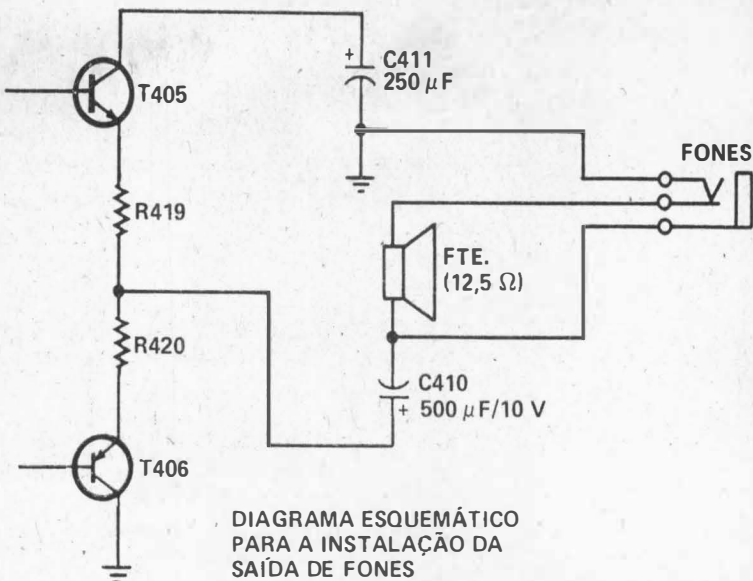 C411
250 µF
T405
FONES
R419
FTE.
(12,5 Ω)
R420
C410
500 µF/10 V
T406
DIAGRAMA ESQUEMÁTICO
PARA A INSTALAÇÃO DA
SAÍDA DE FONES